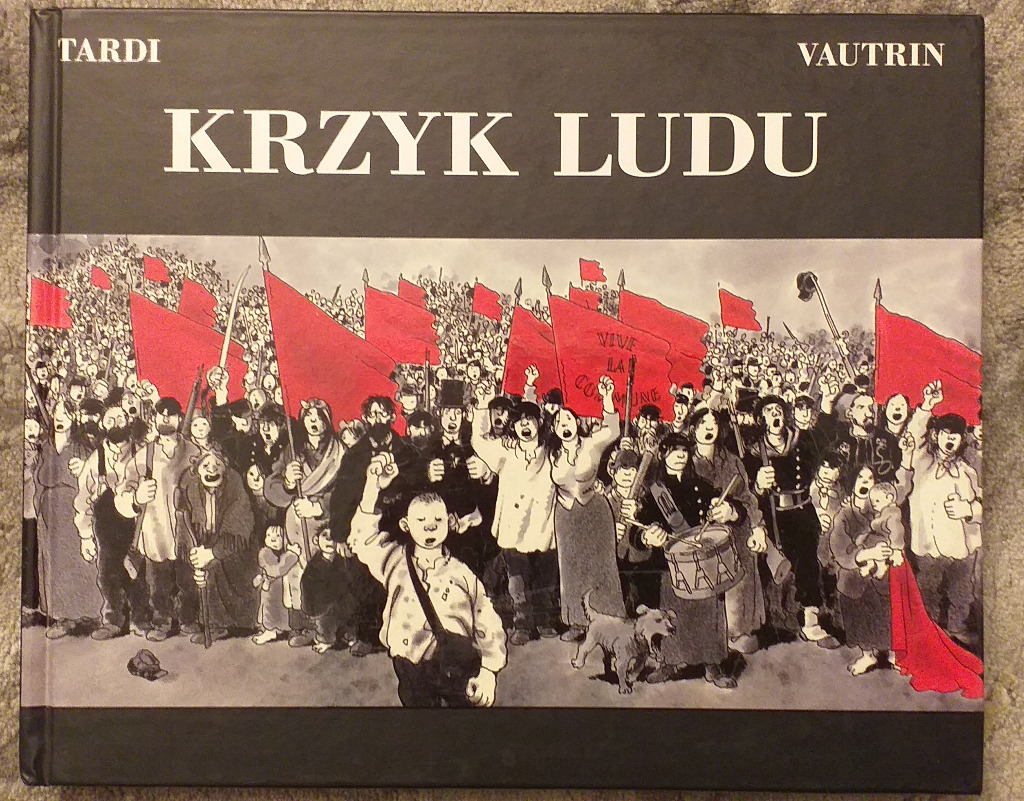 TARDI
VAUTRIN
KRZYK LUDU
VIVE
LA
COMMUNE